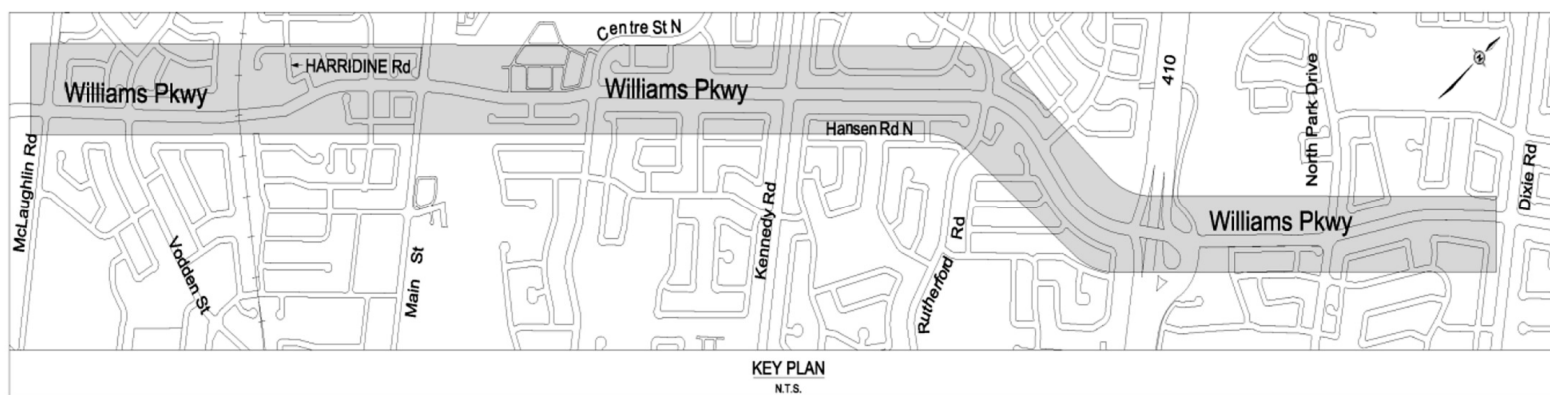 Centre St N
HARRIDINE Rd
Williams Pkwy
Williams Pkwy
410
North Park Drive
Hansen Rd N
McLaughlin Rd
Vodden St
Main St
Kennedy Rd
Rutherford Rd
Williams Pkwy
Dixie Rd
KEY PLAN
N.T.S.